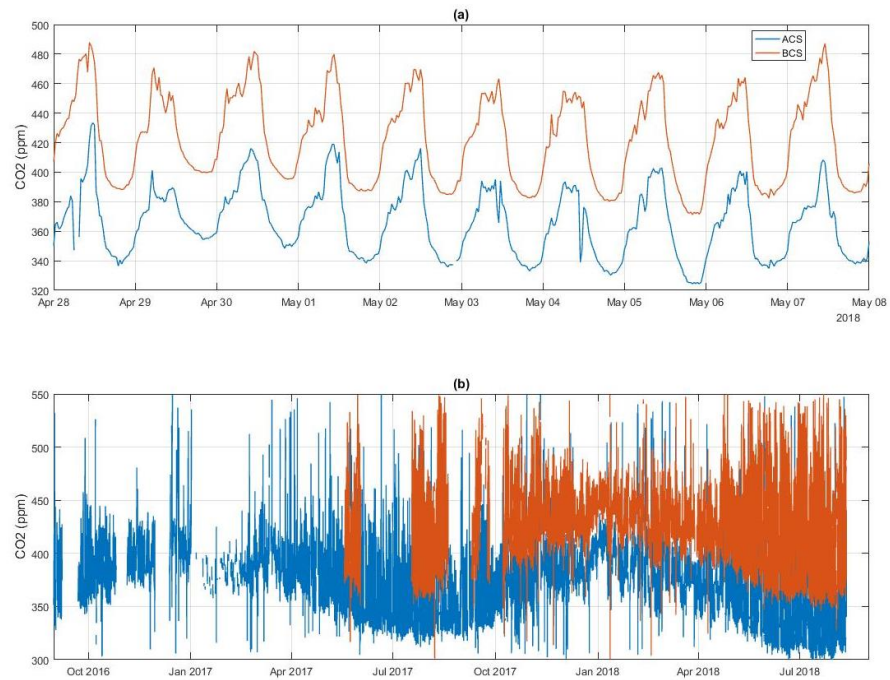 (a)
CO2 (ppm)
500
480
460
440
420
400
380
360
340
320
ACS
BCS
Apr 28 Apr 29 Apr 30 May 01 May 02 May 03 May 04 May 05 May 06 May 07 May 08
2018
(b)
CO2 (ppm)
550
500
450
400
350
300
Oct 2016 Jan 2017 Apr 2017 Jul 2017 Oct 2017 Jan 2018 Apr 2018 Jul 2018